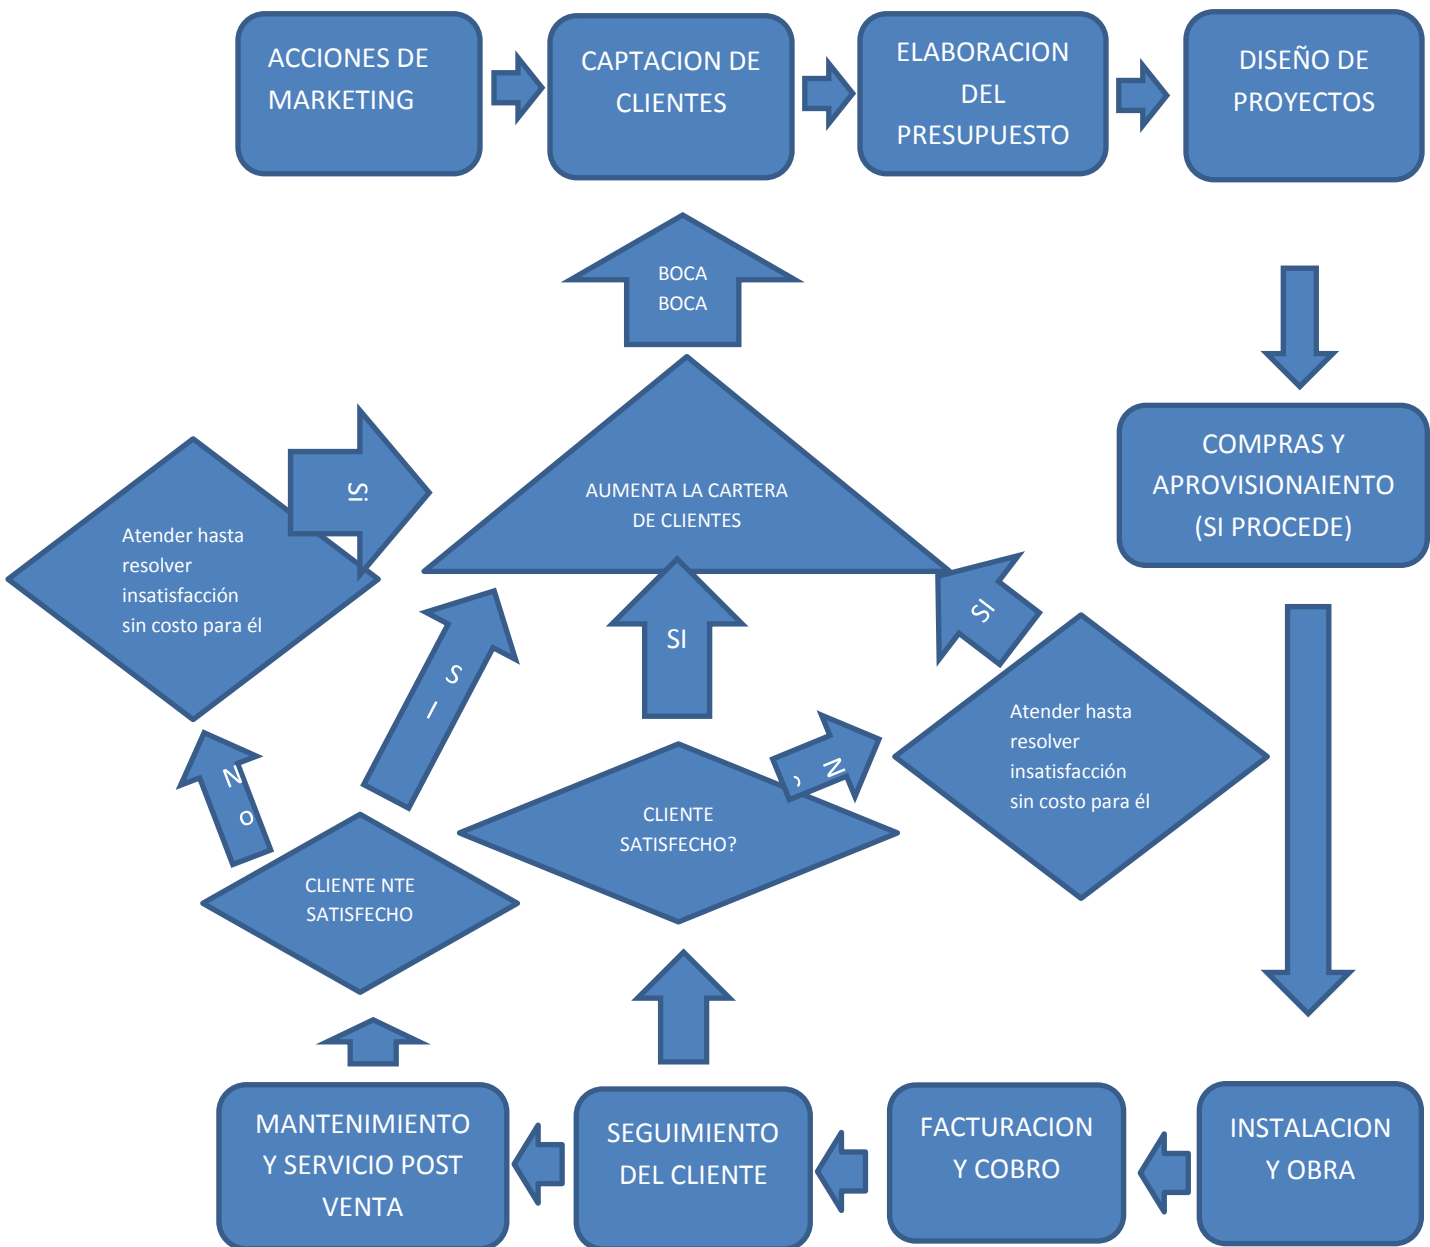 ACCIONES DE
MARKETING
CAPTACION DE
CLIENTES
ELABORACION
DEL
PRESUPUESTO
DISEÑO DE
PROYECTOS
BOCA
BOCA
COMPRAS Y
APROVISIONAIENTO
(SI PROCEDE)
AUMENTA LA CARTERA
DE CLIENTES
Si
Atender hasta
resolver
insatisfacción
sin costo para él
SI
SI
SI
Atender hasta
resolver
insatisfacción
sin costo para él
No
N
CLIENTE
SATISFECHO?
CLIENTE NTE
SATISFECHO
MANTENIMIENTO
Y SERVICIO POST
VENTA
SEGUIMIENTO
DEL CLIENTE
FACTURACION
Y COBRO
INSTALACION
Y OBRA